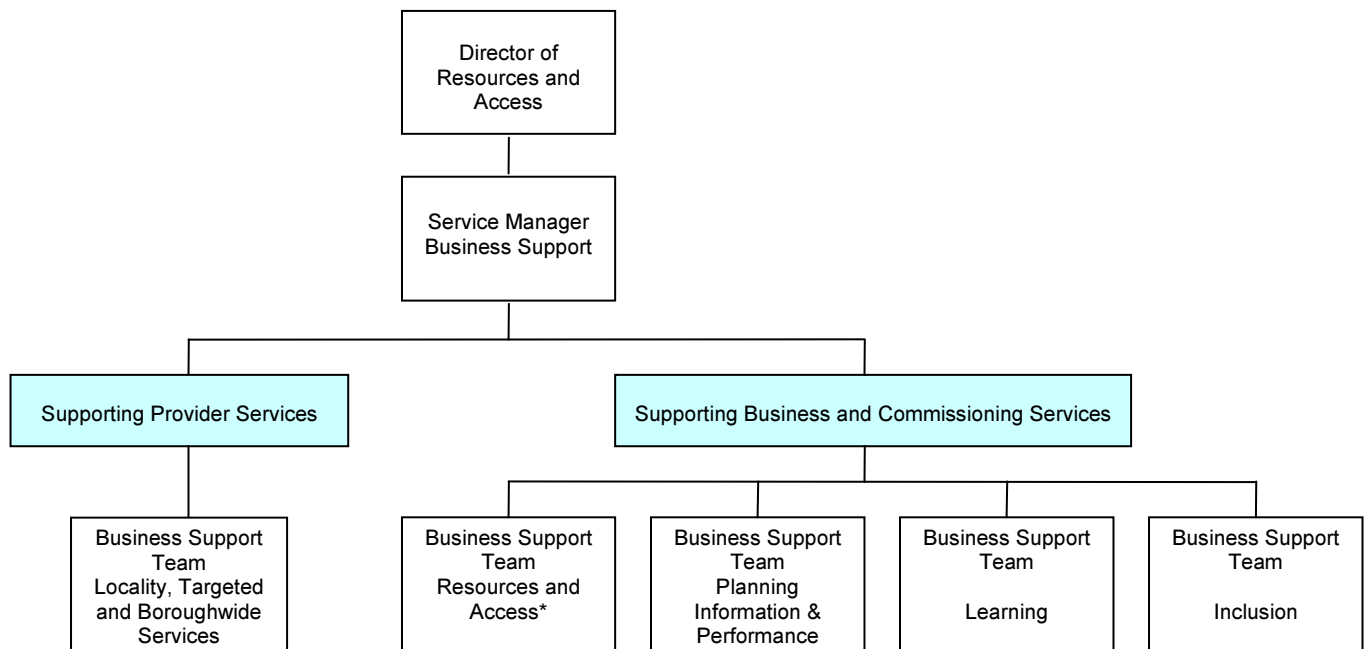 Director of
Resources and
Access
Service Manager
Business Support
Supporting Provider Services
Supporting Business and Commissioning Services
Business Support
Team
Locality, Targeted
and Boroughwide
Services
Business Support
Team
Resources and
Access*
Business Support
Team
Planning
Information &
Performance
Business Support
Team
Learning
Business Support
Team
Inclusion